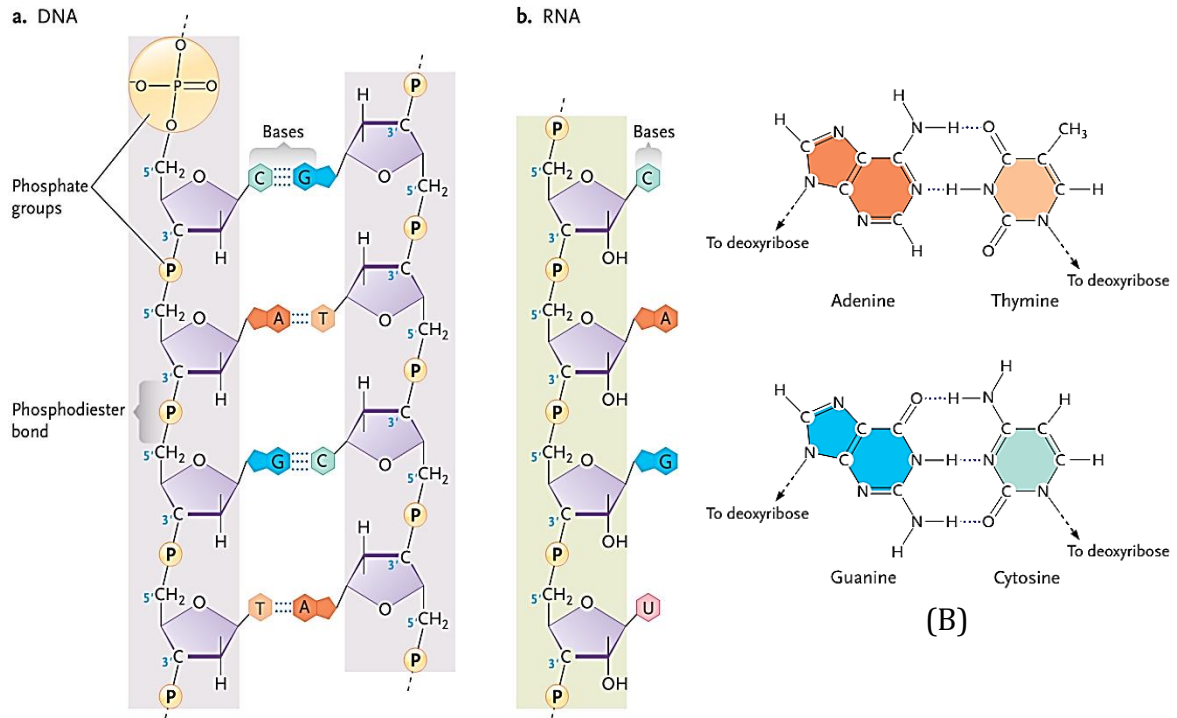 a. DNA
O
-O—P=O
O
H
P
3' C
Bases
5' CH2
O
C
G
O
5' CH2
Phosphate
groups
3' C
H
P
P
H
3' C
5' CH2
O
A
T
O
5' CH2
3' C
H
P
Phosphodiester
bond
P
H
3' C
5' CH2
O
G
C
O
5' CH2
3' C
H
P
P
H
3' C
5' CH2
O
T
A
O
5' CH2
3' C
H
P
P
b. RNA
P
Bases
5' CH2
O
C
3' C
OH
P
5' CH2
O
A
3' C
OH
P
5' CH2
O
G
3' C
OH
P
5' CH2
O
U
3' C
OH
P
H
H
N
N—H
O
CH3
C
C
C
C
C
N
C
N
H—N
C—H
N
C
C
N
H
O
To deoxyribose
To deoxyribose
Adenine
Thymine
H
H
N
O
H—N
H
C
C
C
C
C
N
C
N—H
N
C—H
N
C
C
N
N—H
O
H
To deoxyribose
To deoxyribose
Guanine
Cytosine
(B)